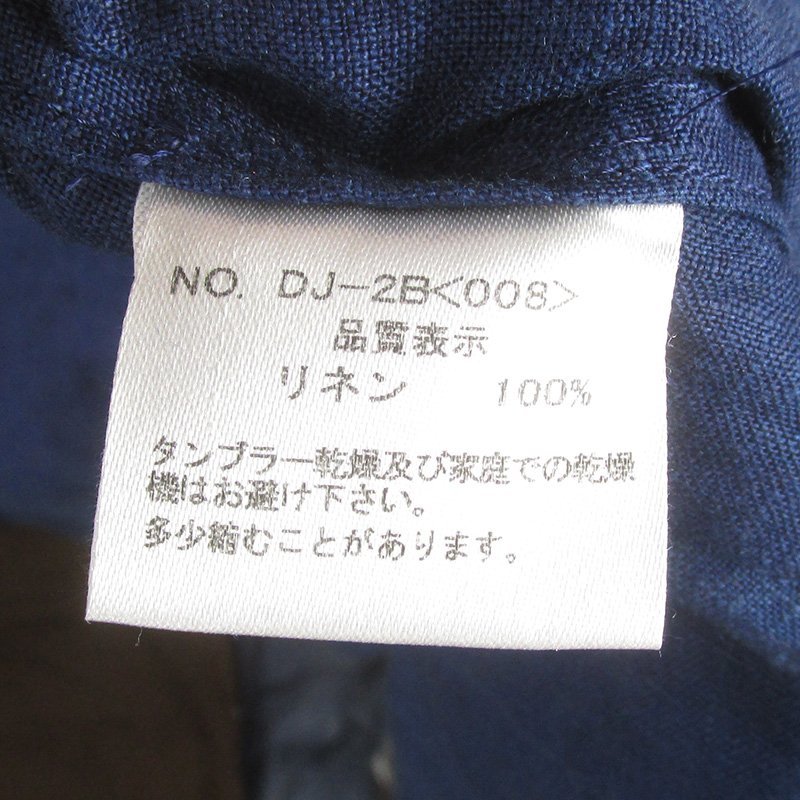 NO. DJ-2B<008>
品質表示
リネン 100%
タンブラー乾燥及び家庭での乾燥
機はお避け下さい。
多少縮むことがあります。